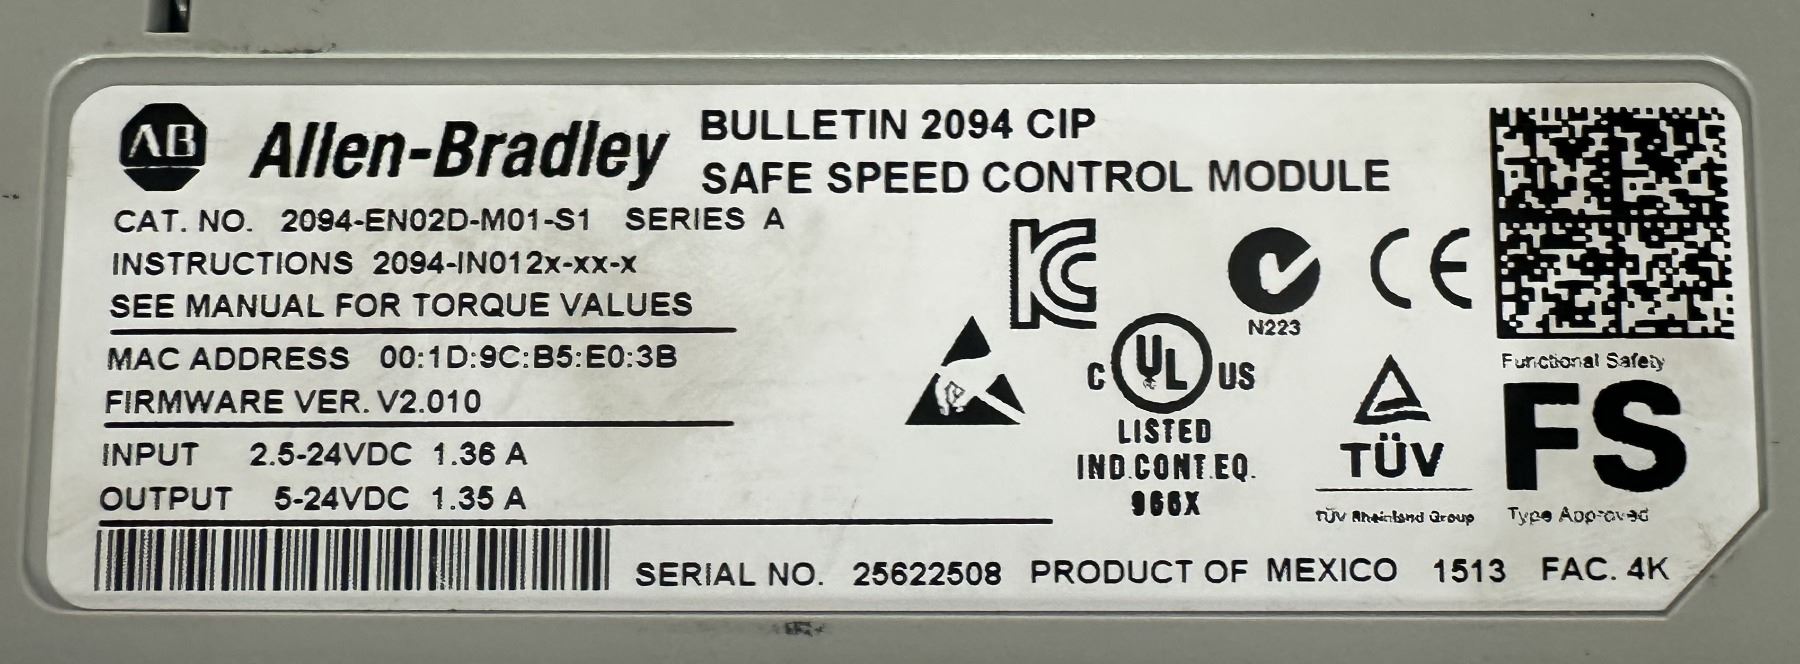 AB Allen-Bradley
BULLETIN 2094 CIP
SAFE SPEED CONTROL MODULE
CAT. NO. 2094-EN02D-M01-S1 SERIES A
INSTRUCTIONS 2094-IN012x-xx-x
SEE MANUAL FOR TORQUE VALUES
MAC ADDRESS 00:1D:9C:B5:E0:3B
FIRMWARE VER. V2.010
INPUT 2.5-24VDC 1.36 A
OUTPUT 5-24VDC 1.35 A
KC
N223
CE
C UL US
LISTED
IND.CONT.EQ.
966X
TÜV
TÜV Rheinland Group
Functional Safety
FS
Type Approved
SERIAL NO. 25622508 PRODUCT OF MEXICO 1513 FAC. 4K